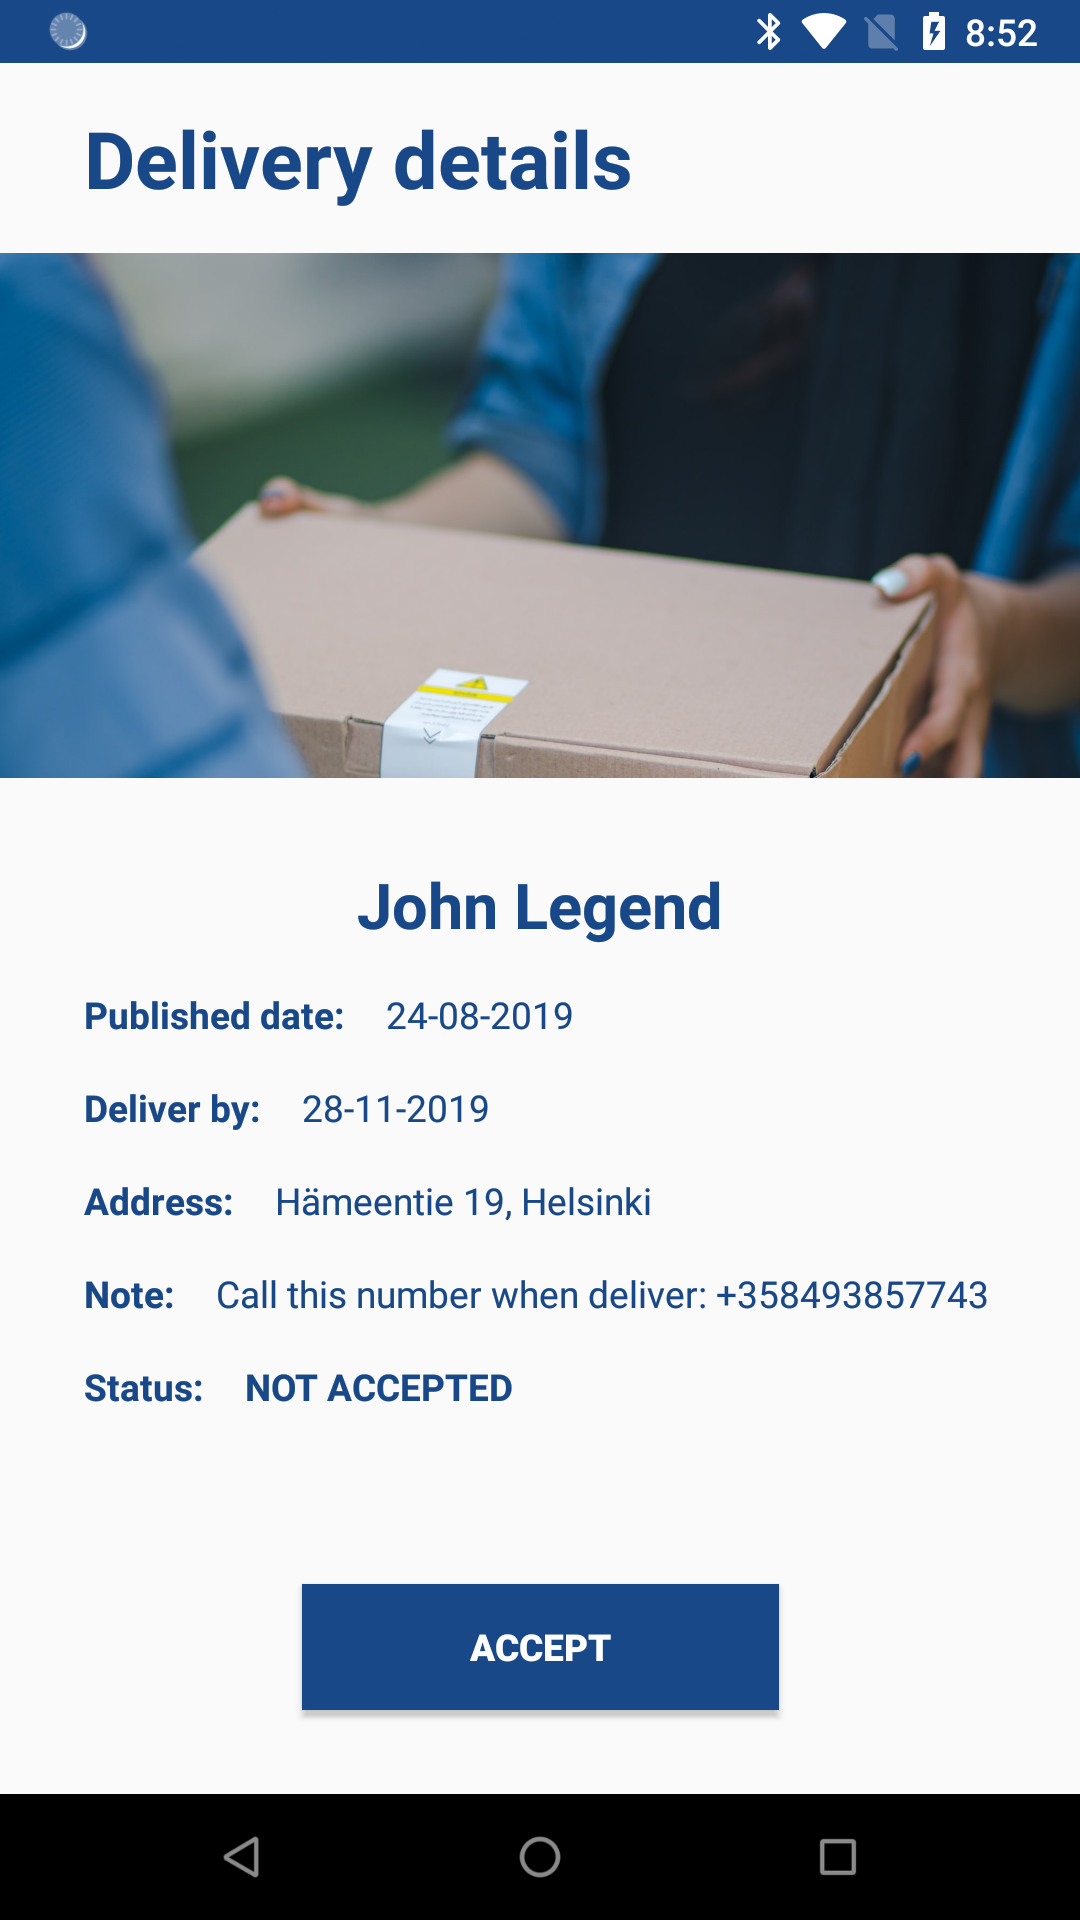 8:52
Delivery details
John Legend
Published date: 24-08-2019
Deliver by: 28-11-2019
Address: Hämeentie 19, Helsinki
Note: Call this number when deliver: +358493857743
Status: NOT ACCEPTED
ACCEPT